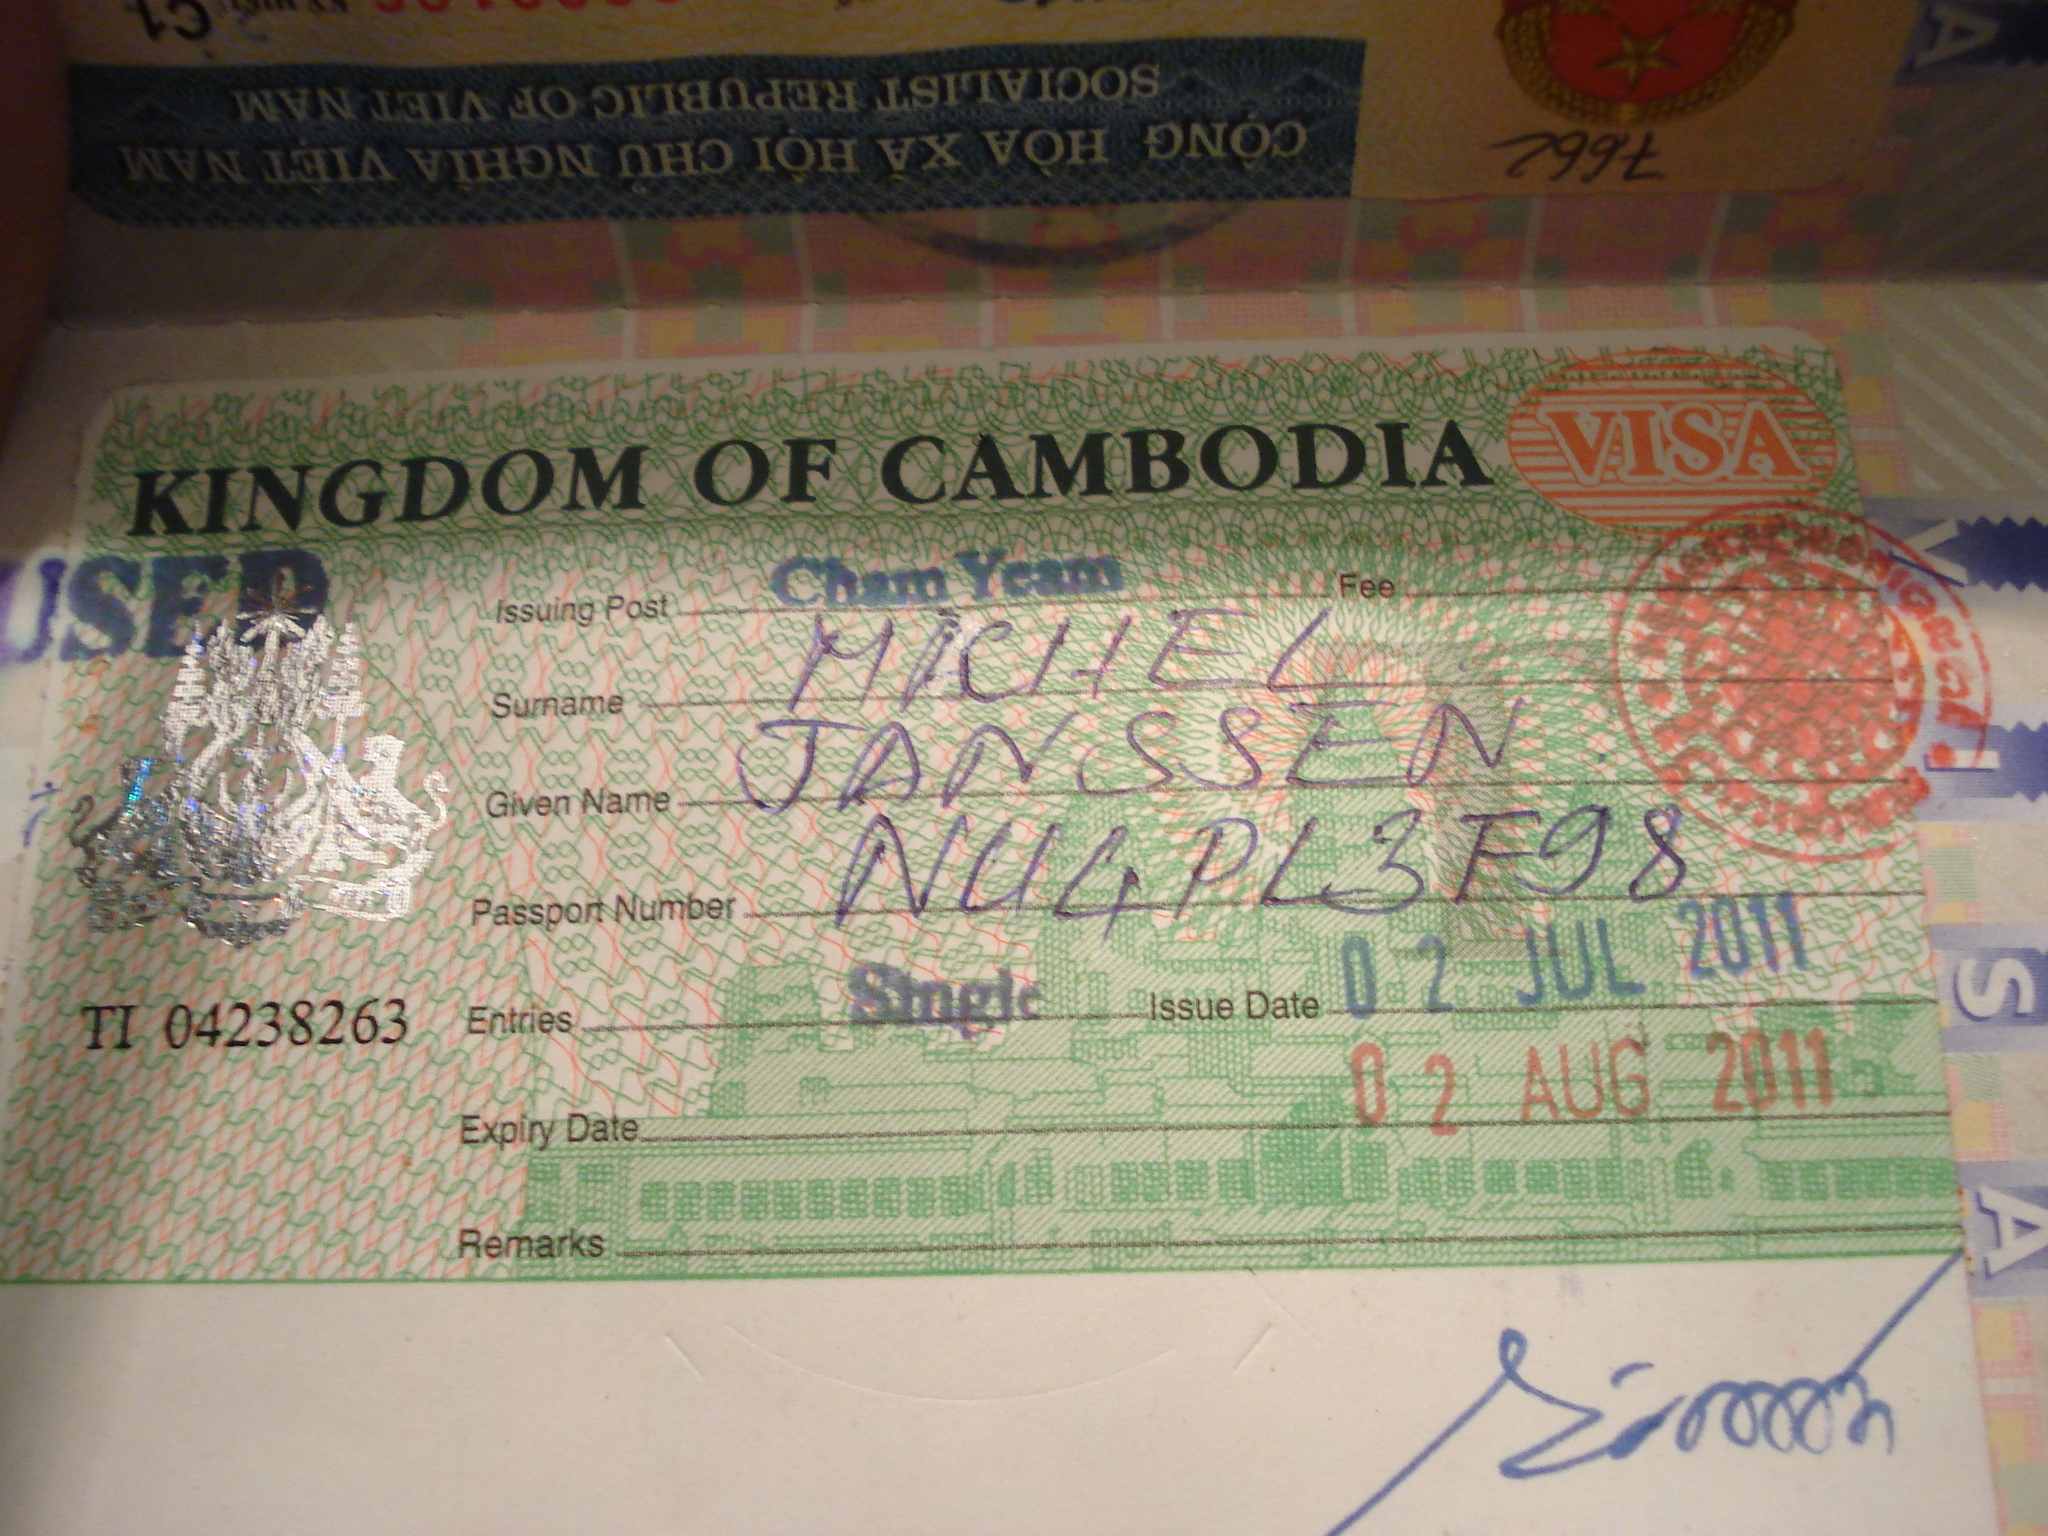 C1
CỘNG HÒA XÃ HỘI CHỦ NGHĨA VIỆT NAM
SOCIALIST REPUBLIC OF VIET NAM
7662
KINGDOM OF CAMBODIA VISA
USED
Issuing Post Cham Yeam Fee
Surname MICHEL
Given Name JANSSEN
Passport Number NU4PL3F98
TI 04238263
Entries Single Issue Date 02 JUL 2011
Expiry Date 02 AUG 2011
Remarks
V I S A
A